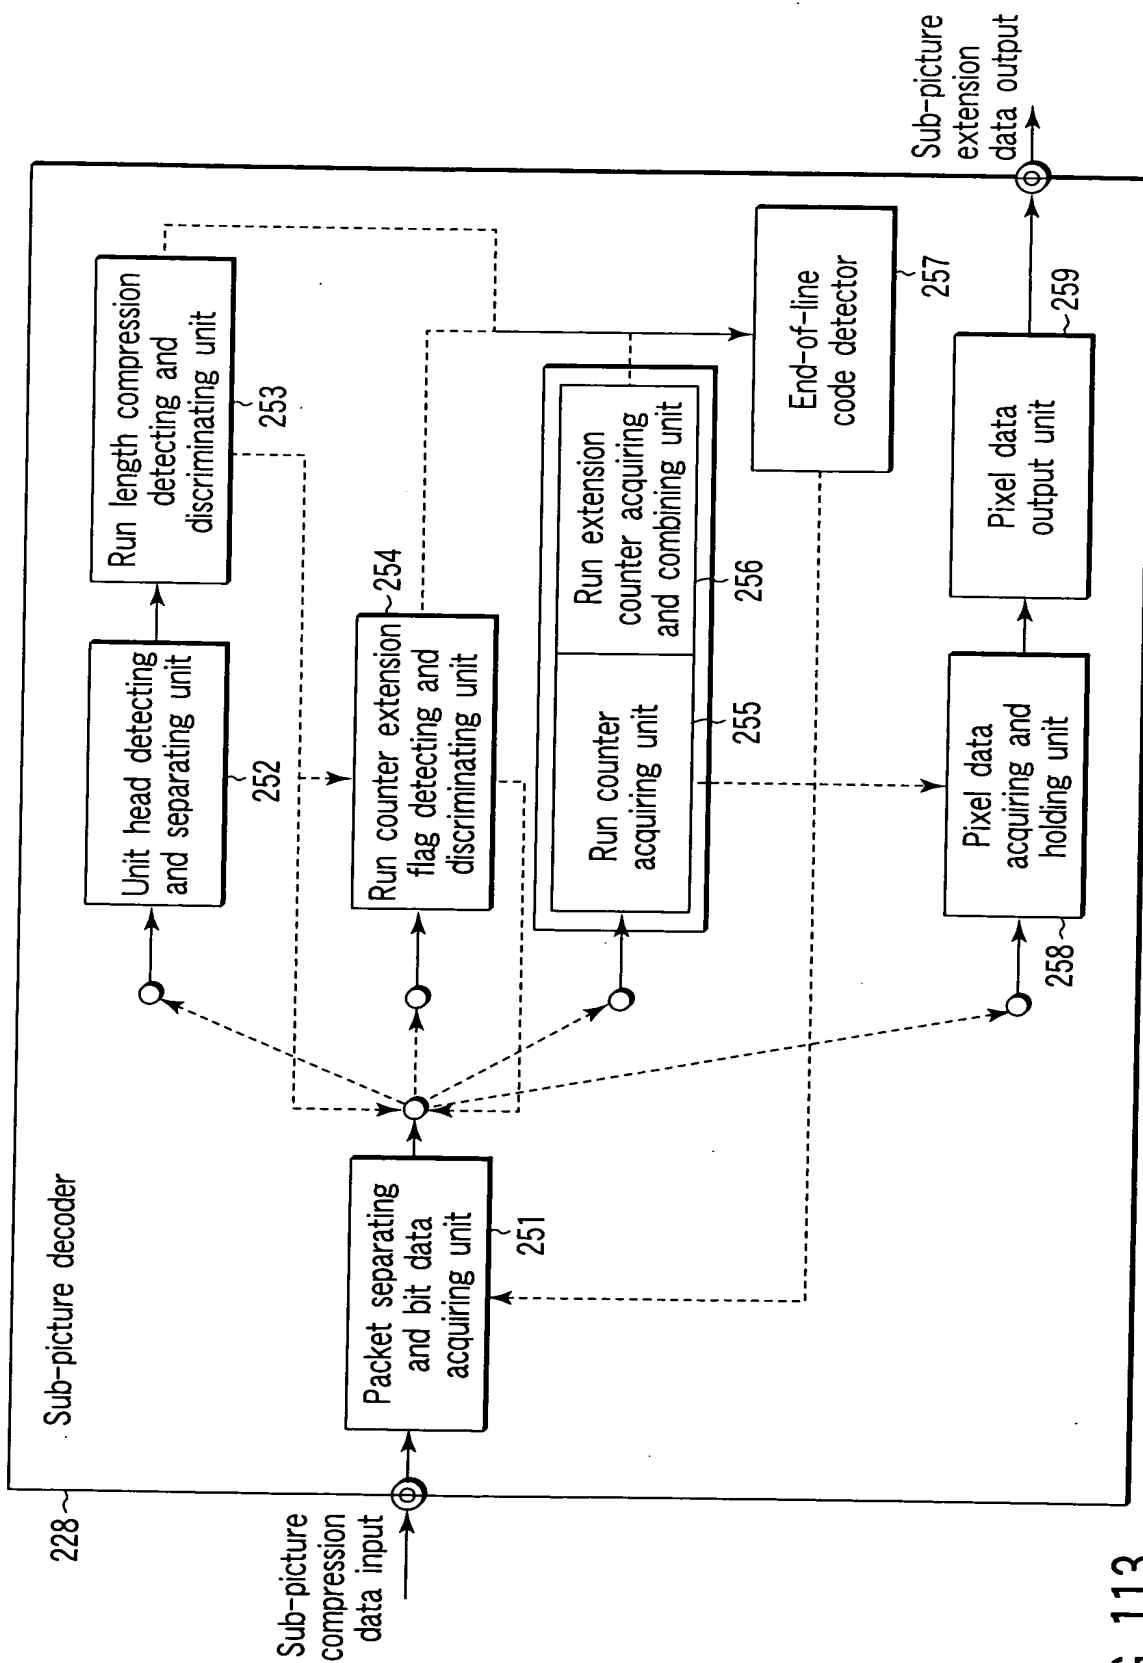 228
Sub-picture decoder
Sub-picture
compression
data input
Packet separating
and bit data
acquiring unit
251
Unit head detecting
and separating unit
252
Run length compression
detecting and
discriminating unit
253
Run counter extension
flag detecting and
discriminating unit
254
Run counter
acquiring unit
255
Run extension
counter acquiring
and combining unit
256
End-of-line
code detector
257
Pixel data
acquiring and
holding unit
258
Pixel data
output unit
259
Sub-picture
extension
data output
113